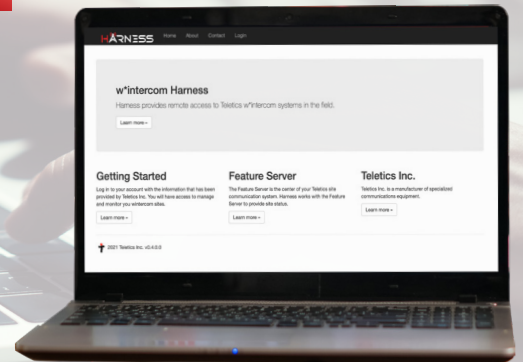 HARNESS Home About Contact Login
w*intercom Harness
Harness provides remote access to Teletics w*intercom systems in the field.
Learn more »
Getting Started
Log in to your account with the information that has been
provided by Teletics Inc. You will have access to manage
and monitor you wintercom sites.
Learn more »
Feature Server
The Feature Server is the center of your Teletics site
communication system. Harness works with the Feature
Server to provide site status.
Learn more »
Teletics Inc.
Teletics Inc. is a manufacturer of specialized
communications equipment.
Learn more »
2021 Teletics Inc. v0.4.0.0